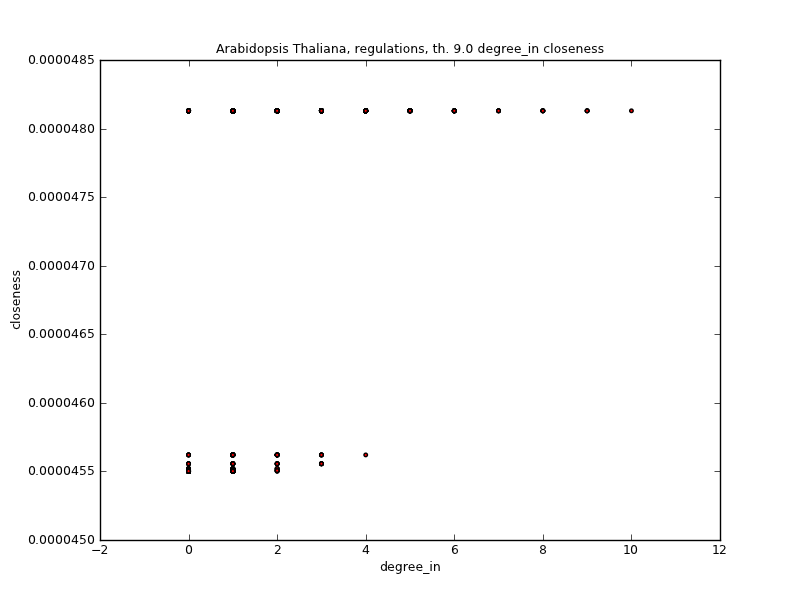 Arabidopsis Thaliana, regulations, th. 9.0 degree_in closeness
0.0000485
0.0000480
0.0000475
0.0000470
0.0000465
0.0000460
0.0000455
0.0000450
closeness
−2 0 2 4 6 8 10 12
degree_in